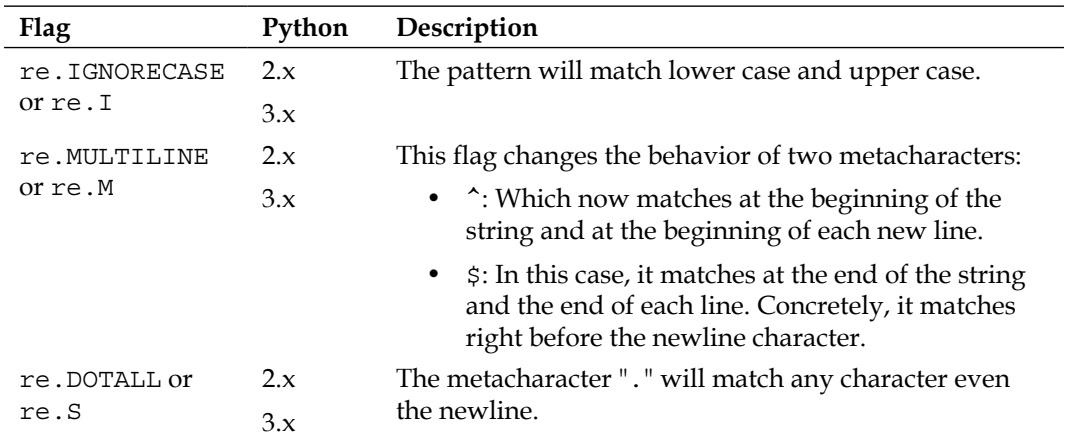 Flag Python Description
re.IGNORECASE 2.x The pattern will match lower case and upper case.
or re.I 3.x
re.MULTILINE 2.x This flag changes the behavior of two metacharacters:
or re.M 3.x
• ^: Which now matches at the beginning of the
string and at the beginning of each new line.
• $: In this case, it matches at the end of the string
and the end of each line. Concretely, it matches
right before the newline character.
re.DOTALL or 2.x The metacharacter "." will match any character even
re.S 3.x the newline.